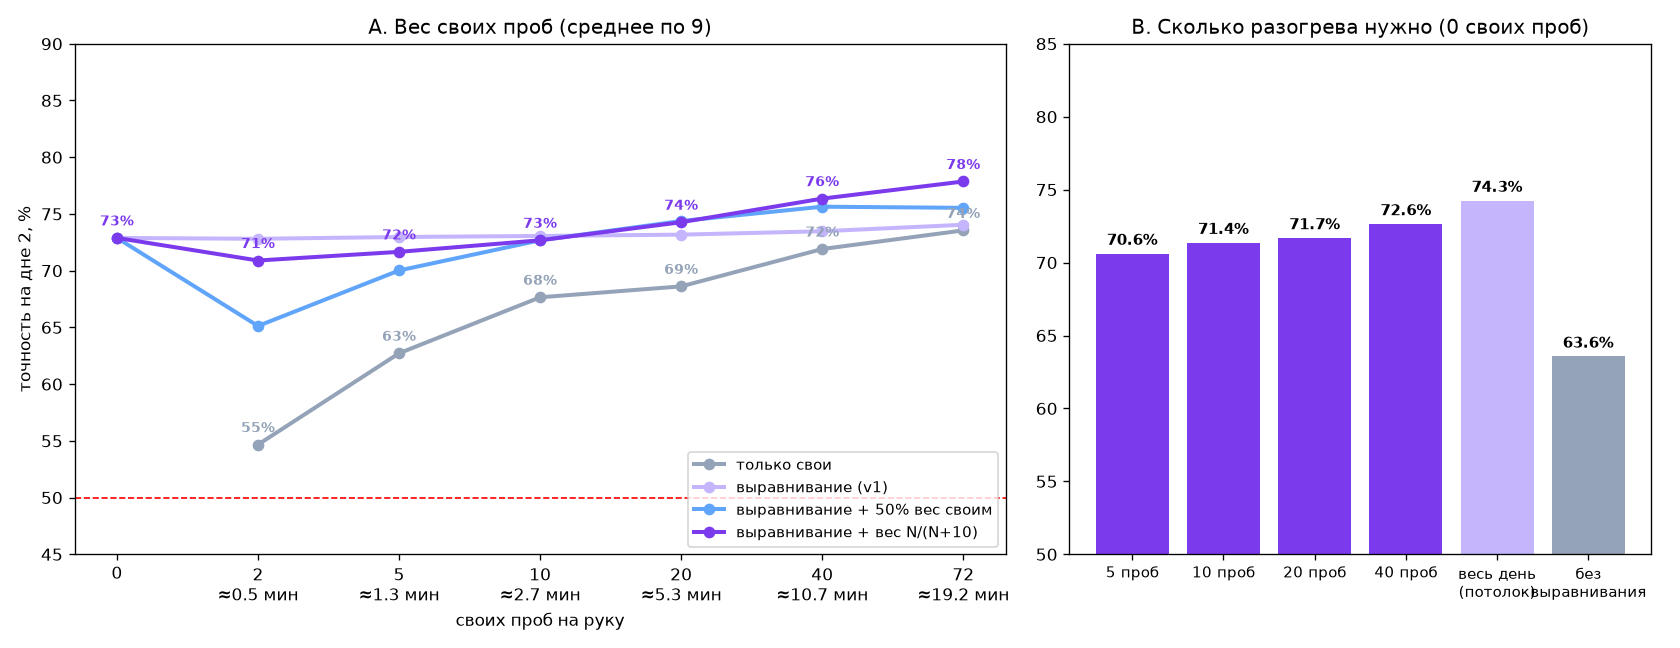 A. Вес своих проб (среднее по 9)
90
85
80
75
70
65
60
55
50
45
точность на дне 2, %
73%
71%
72%
73%
74%
76%
78%
55%
63%
68%
69%
72%
74%
только свои
выравнивание (v1)
выравнивание + 50% вес своим
выравнивание + вес N/(N+10)
0 2 5 10 20 40 72
≈0.5 мин ≈1.3 мин ≈2.7 мин ≈5.3 мин ≈10.7 мин ≈19.2 мин
своих проб на руку
B. Сколько разогрева нужно (0 своих проб)
85
80
75
70
65
60
55
50
70.6% 71.4% 71.7% 72.6% 74.3% 63.6%
5 проб 10 проб 20 проб 40 проб весь день без
(потолок) выравнивания